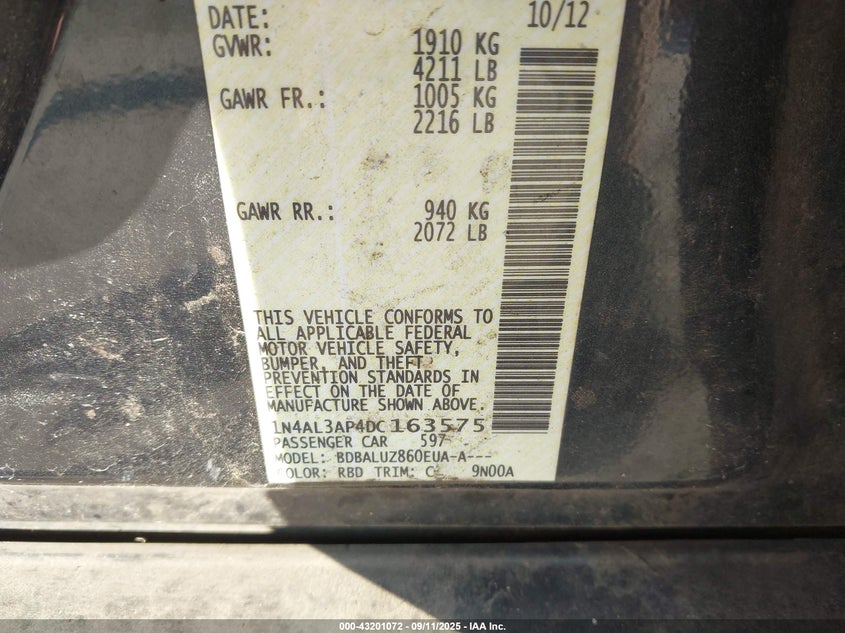 DATE: 10/12
GVWR: 1910 KG
4211 LB
GAWR FR.: 1005 KG
2216 LB
GAWR RR.: 940 KG
2072 LB
THIS VEHICLE CONFORMS TO
ALL APPLICABLE FEDERAL
MOTOR VEHICLE SAFETY,
BUMPER, AND THEFT
PREVENTION STANDARDS IN
EFFECT ON THE DATE OF
MANUFACTURE SHOWN ABOVE.
1N4AL3AP4DC163575
PASSENGER CAR 597
MODEL: BDBALUZ860EUA-A---
COLOR: RBD TRIM: C 9N00A
000-43201072 - 09/11/2025 - IAA Inc.